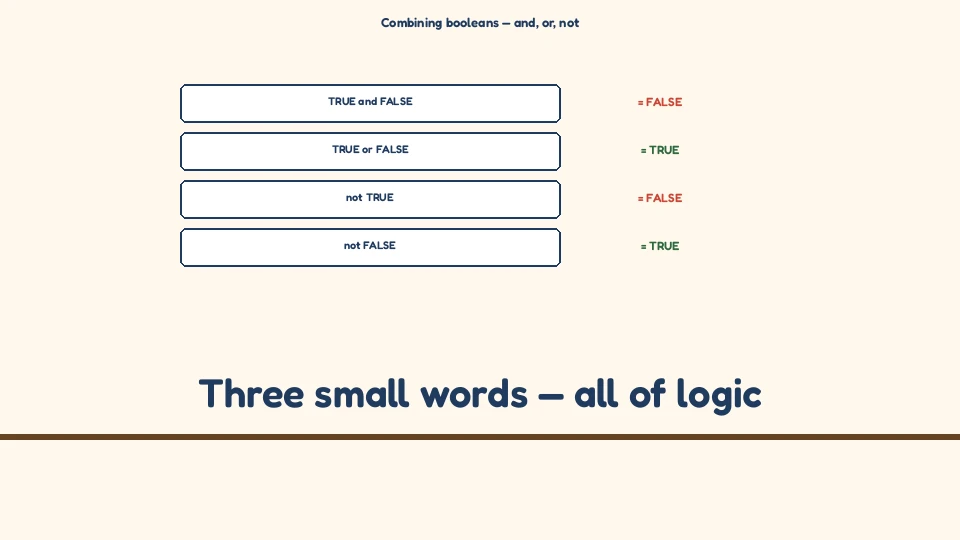 Combining booleans — and, or, not
TRUE and FALSE = FALSE
TRUE or FALSE = TRUE
not TRUE = FALSE
not FALSE = TRUE
Three small words — all of logic